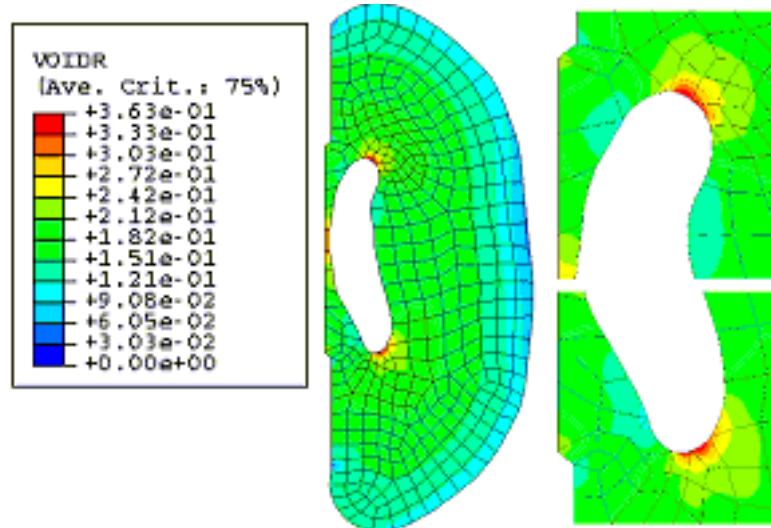 VOIDR
(Ave. Crit.: 75%)
+3.63e-01
+3.33e-01
+3.03e-01
+2.72e-01
+2.42e-01
+2.12e-01
+1.82e-01
+1.51e-01
+1.21e-01
+9.08e-02
+6.05e-02
+3.03e-02
+0.00e+00